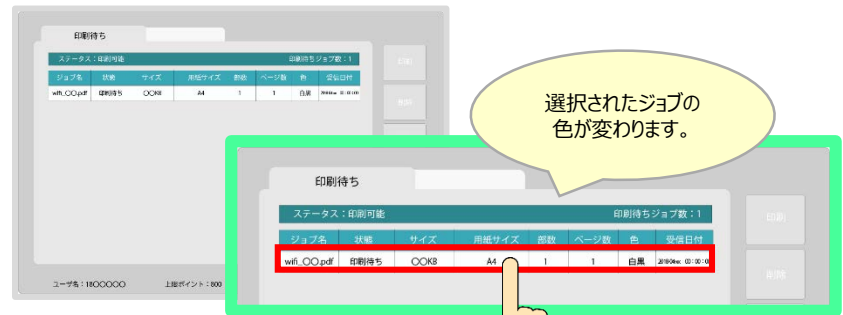 印刷待ち
ステータス：印刷可能 印刷待ちジョブ数：1
ジョブ名 状態 サイズ 用紙サイズ 部数 ページ数 色 受信日付
wifi_〇〇.pdf 印刷待ち 〇〇KB A4 1 1 白黒
印刷
削除
ユーザ名：18〇〇〇〇〇 上限ポイント：800
選択されたジョブの
色が変わります。
印刷待ち
ステータス：印刷可能 印刷待ちジョブ数：1
ジョブ名 状態 サイズ 用紙サイズ 部数 ページ数 色 受信日付
wifi_〇〇.pdf 印刷待ち 〇〇KB A4 1 1 白黒
印刷
削除